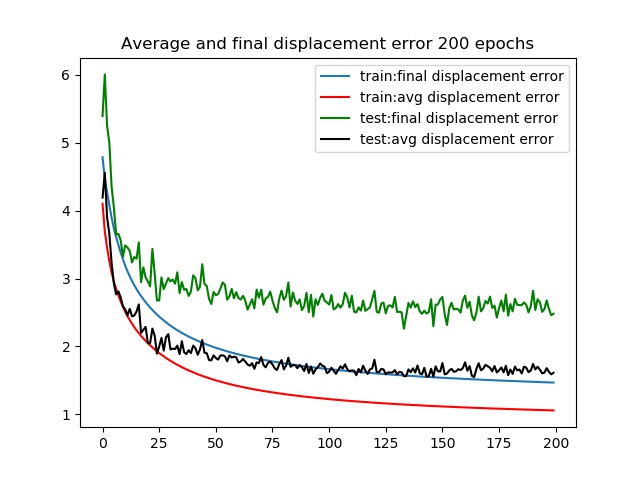 Average and final displacement error 200 epochs
train:final displacement error
train:avg displacement error
test:final displacement error
test:avg displacement error
6
5
4
3
2
1
0 25 50 75 100 125 150 175 200